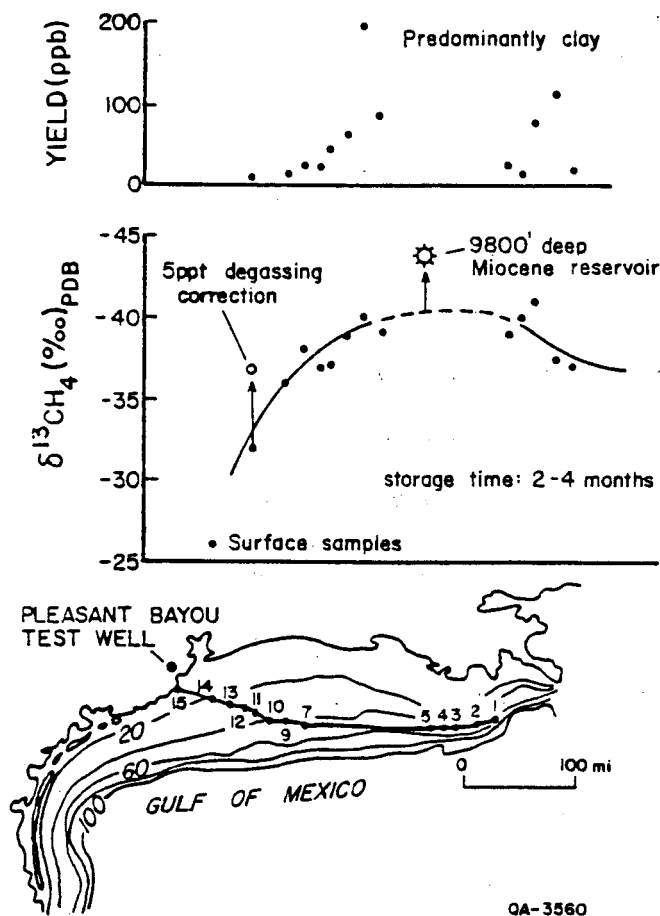 YIELD (ppb)
200
100
0
Predominantly clay
δ¹³CH₄ (‰)PDB
-45
-40
-35
-30
-25
5ppt degassing
correction
9800' deep
Miocene reservoir
storage time: 2-4 months
• Surface samples
PLEASANT BAYOU
TEST WELL
15
14
13
12
11
10
9
7
5
4
3
2
1
20
60
100
GULF OF MEXICO
0
100 mi
QA-3560